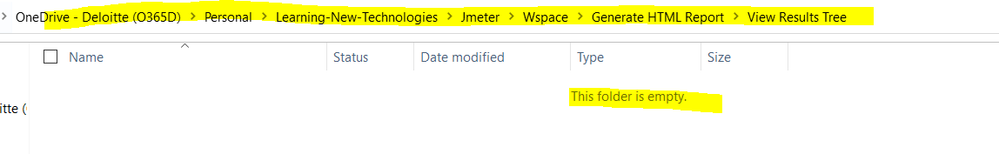 OneDrive - Deloitte (O365D) > Personal > Learning-New-Technologies > Jmeter > Wspace > Generate HTML Report > View Results Tree
Name Status Date modified Type Size
This folder is empty.
itte (